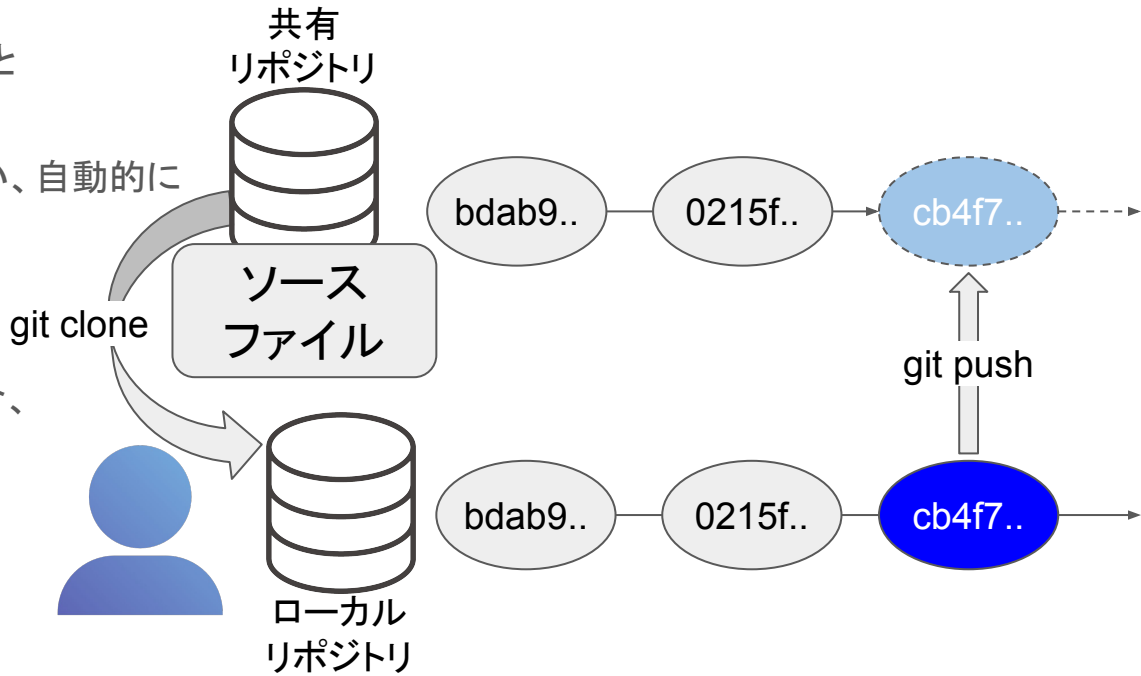 共有
リポジトリ
と
、自動的に
bdab9..
0215f..
cb4f7..
ソース
ファイル
git clone
git push
、
bdab9..
0215f..
cb4f7..
ローカル
リポジトリ